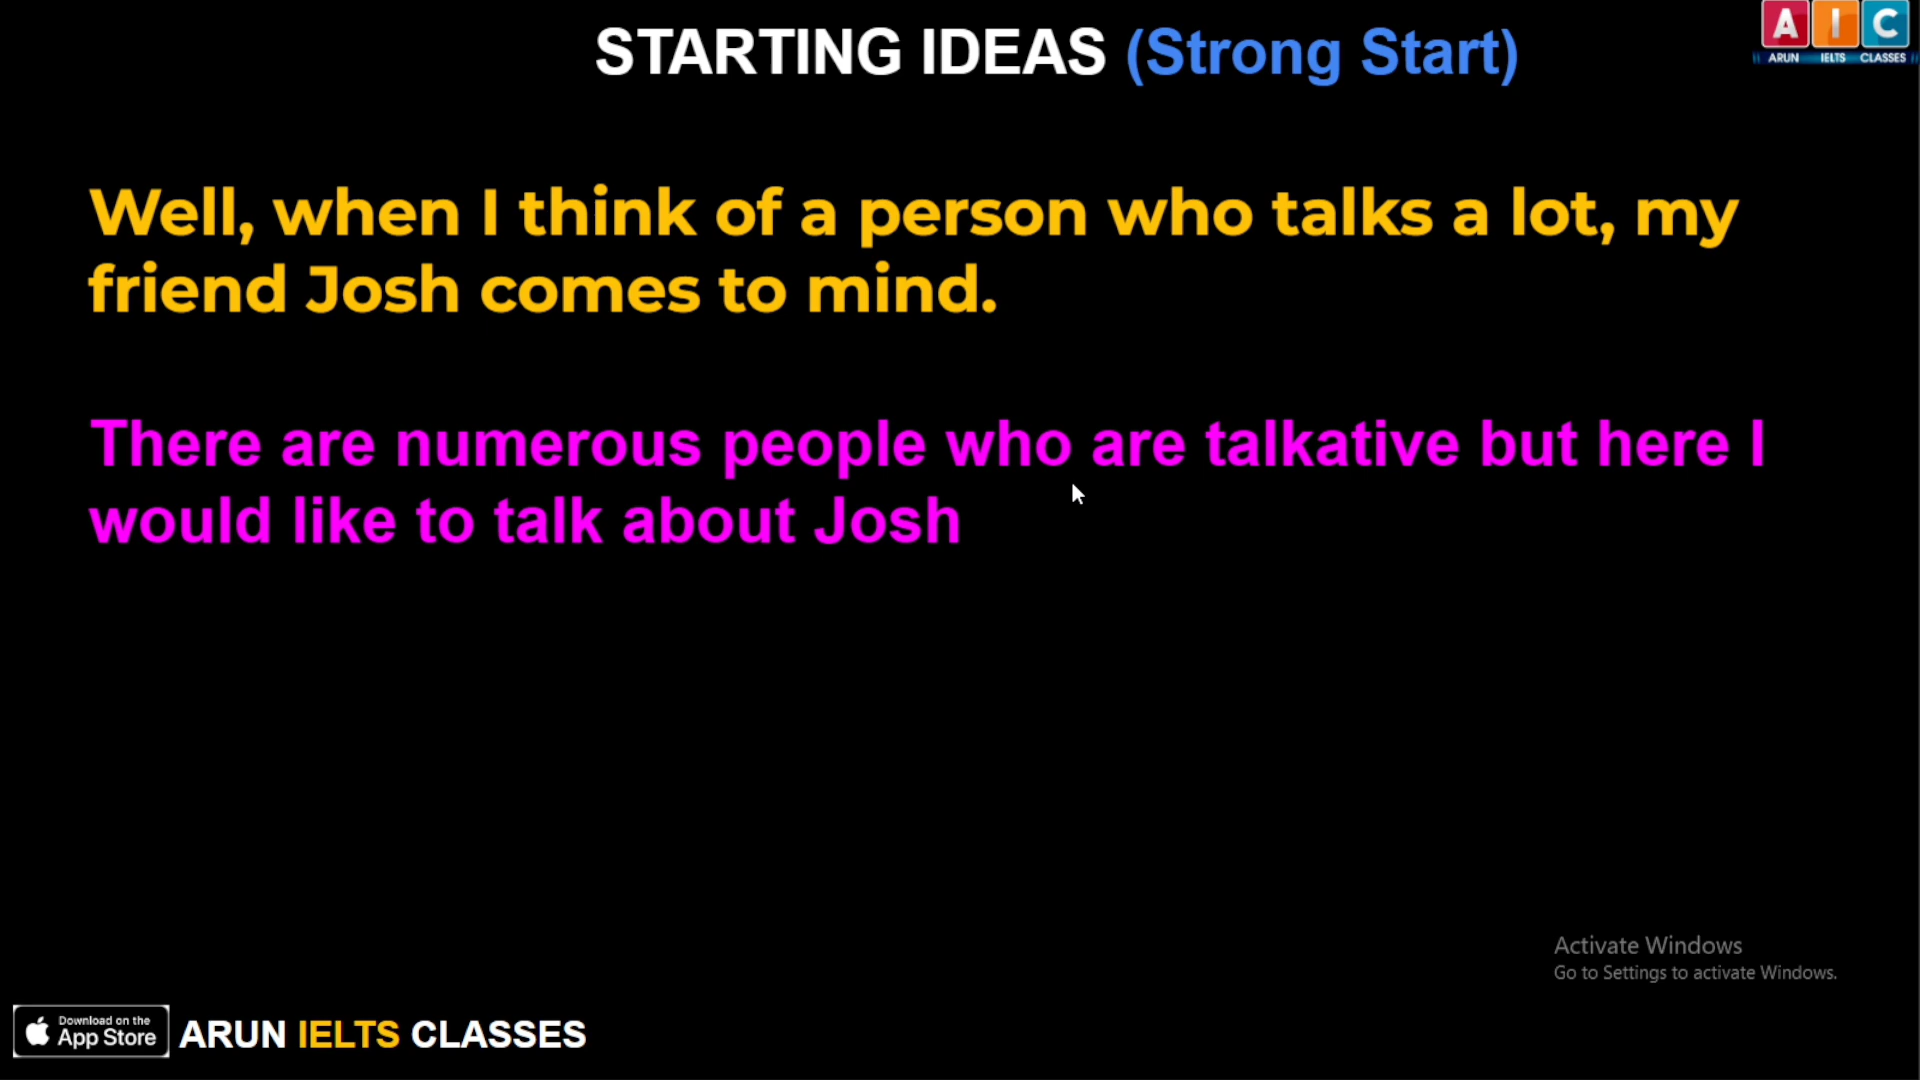 STARTING IDEAS (Strong Start)
A I C
ARUN IELTS CLASSES
Well, when I think of a person who talks a lot, my
friend Josh comes to mind.
There are numerous people who are talkative but here I
would like to talk about Josh
Activate Windows
Go to Settings to activate Windows.
Download on the
App Store
ARUN IELTS CLASSES